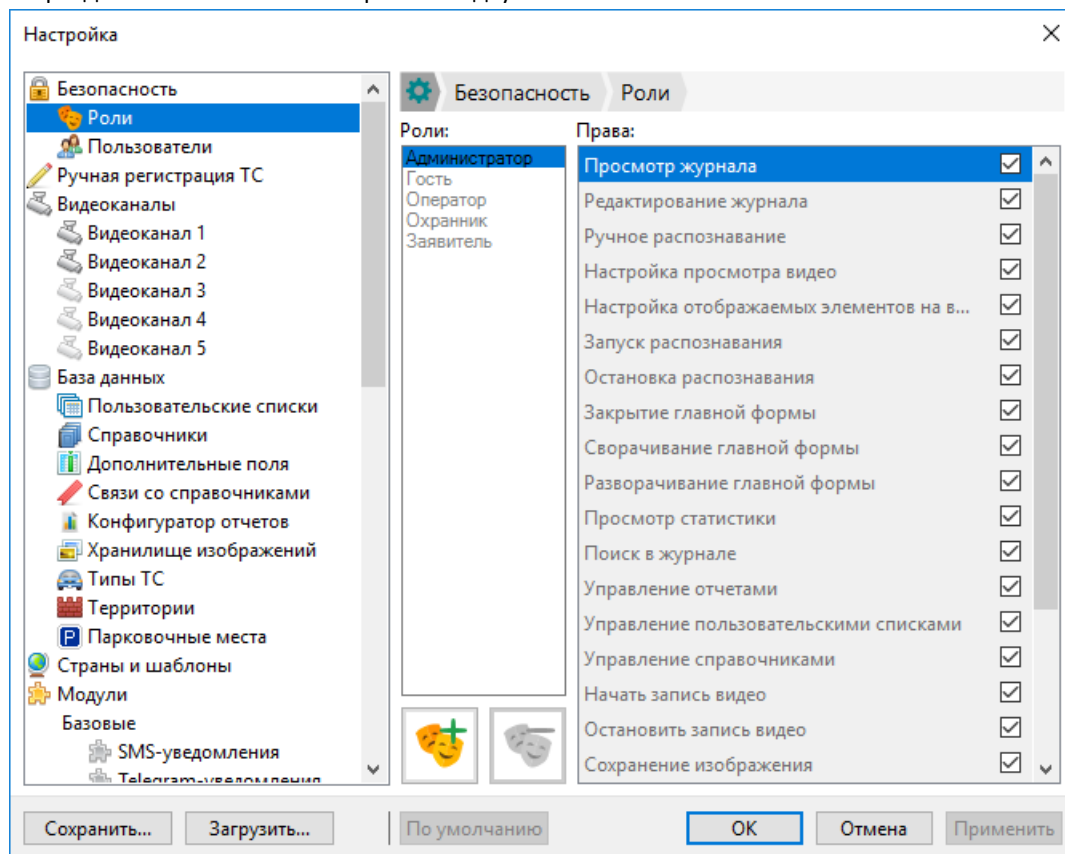 Настройка
Безопасность
Роли
Пользователи
Ручная регистрация ТС
Видеоканалы
Видеоканал 1
Видеоканал 2
Видеоканал 3
Видеоканал 4
Видеоканал 5
База данных
Пользовательские списки
Справочники
Дополнительные поля
Связи со справочниками
Конфигуратор отчетов
Хранилище изображений
Типы ТС
Территории
Парковочные места
Страны и шаблоны
Модули
Базовые
SMS-уведомления
Telegram-уведомления
Безопасность Роли
Роли:
Администратор
Гость
Оператор
Охранник
Заявитель
Права:
Просмотр журнала
Редактирование журнала
Ручное распознавание
Настройка просмотра видео
Настройка отображаемых элементов на в...
Запуск распознавания
Остановка распознавания
Закрытие главной формы
Сворачивание главной формы
Разворачивание главной формы
Просмотр статистики
Поиск в журнале
Управление отчетами
Управление пользовательскими списками
Управление справочниками
Начать запись видео
Остановить запись видео
Сохранение изображения
Сохранить... Загрузить... По умолчанию OK Отмена Применить